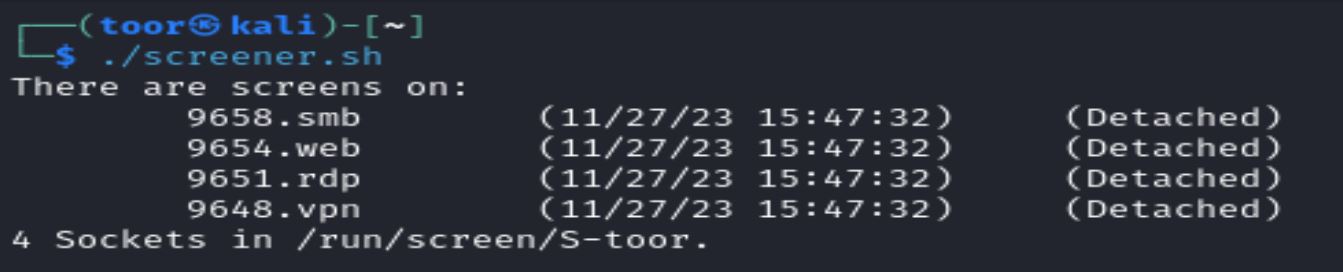 ┌──(toor㉿kali)-[~]
└─$ ./screener.sh
There are screens on:
        9658.smb        (11/27/23 15:47:32)     (Detached)
        9654.web        (11/27/23 15:47:32)     (Detached)
        9651.rdp        (11/27/23 15:47:32)     (Detached)
        9648.vpn        (11/27/23 15:47:32)     (Detached)
4 Sockets in /run/screen/S-toor.